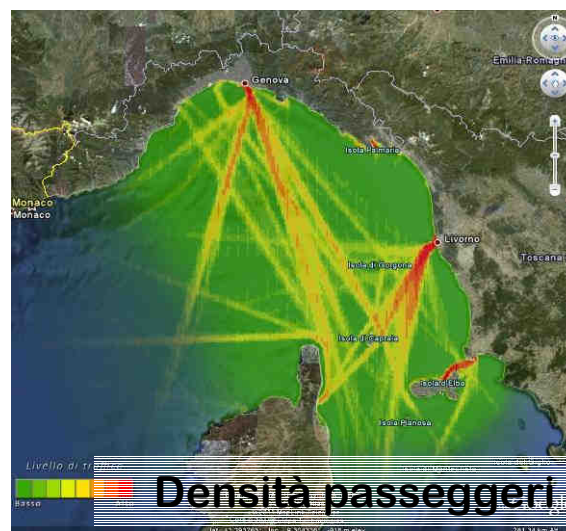 N
Emilia-Romagna
Genova
Isola Palmaria
Monaco
Monaco
Livorno
Toscana
Isola di Gorgona
Isola di Capraia
Isola d'Elba
Isola Pianosa
Livello di
Basso
Alto
Densità passeggeri